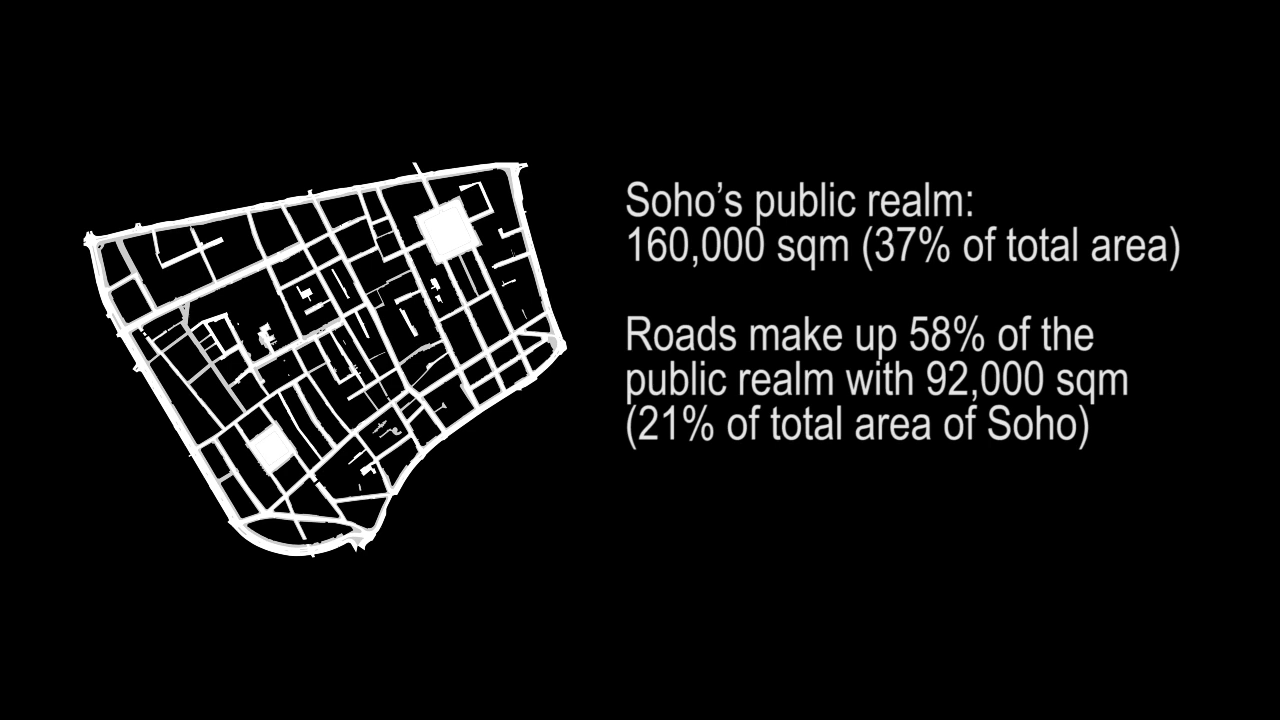 Soho’s public realm:
160,000 sqm (37% of total area)
Roads make up 58% of the
public realm with 92,000 sqm
(21% of total area of Soho)